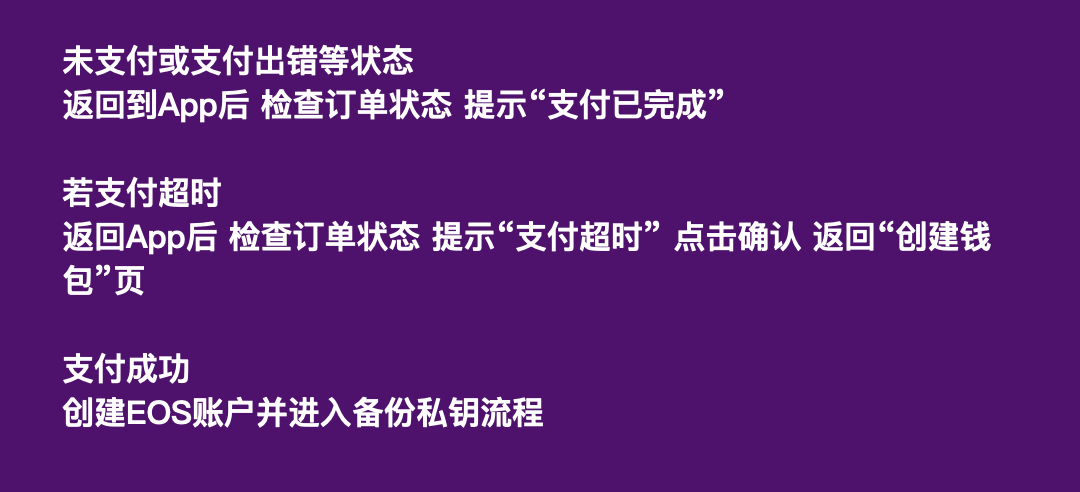 未支付或支付出错等状态
返回到App后 检查订单状态 提示“支付已完成”
若支付超时
返回App后 检查订单状态 提示“支付超时” 点击确认 返回“创建钱
包”页
支付成功
创建EOS账户并进入备份私钥流程